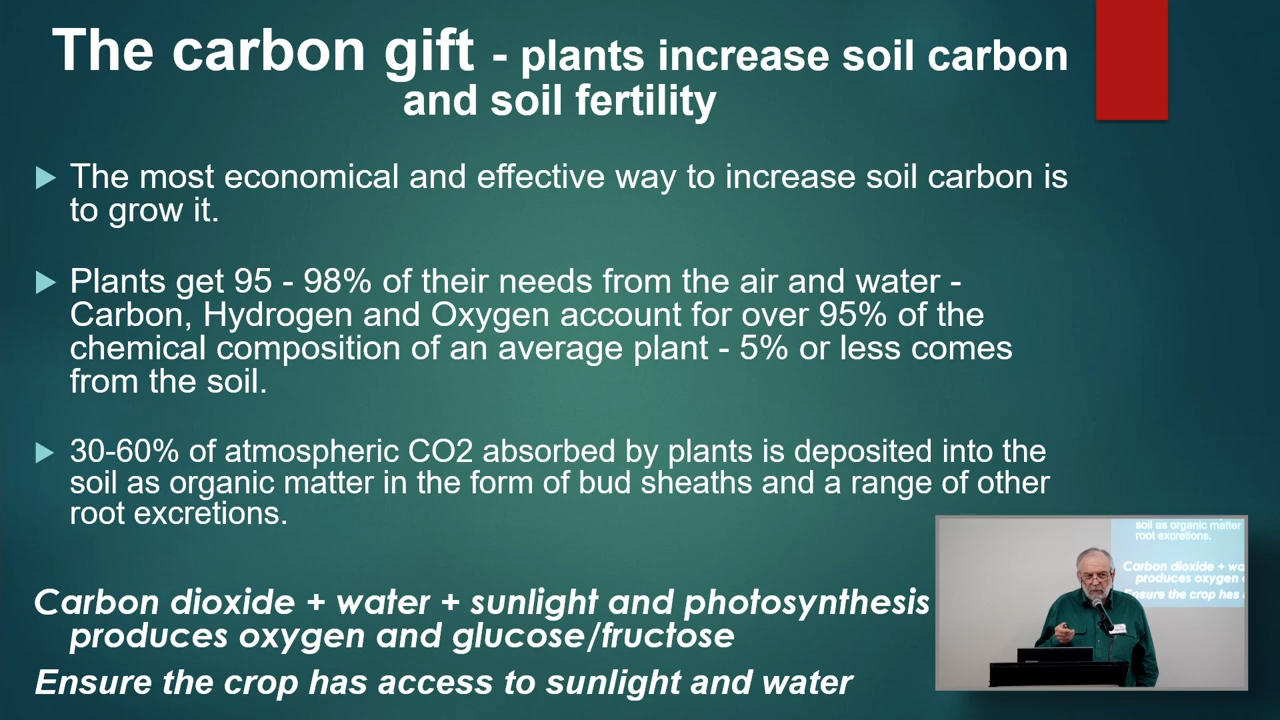 The carbon gift - plants increase soil carbon
and soil fertility
The most economical and effective way to increase soil carbon is
to grow it.
Plants get 95 - 98% of their needs from the air and water -
Carbon, Hydrogen and Oxygen account for over 95% of the
chemical composition of an average plant - 5% or less comes
from the soil.
30-60% of atmospheric CO2 absorbed by plants is deposited into the
soil as organic matter in the form of bud sheaths and a range of other
root excretions.
Carbon dioxide + water + sunlight and photosynthesis
produces oxygen and glucose/fructose
Ensure the crop has access to sunlight and water
soil as organic matter
root excretions.
Carbon dioxide + wa
produces oxygen
Ensure the crop has